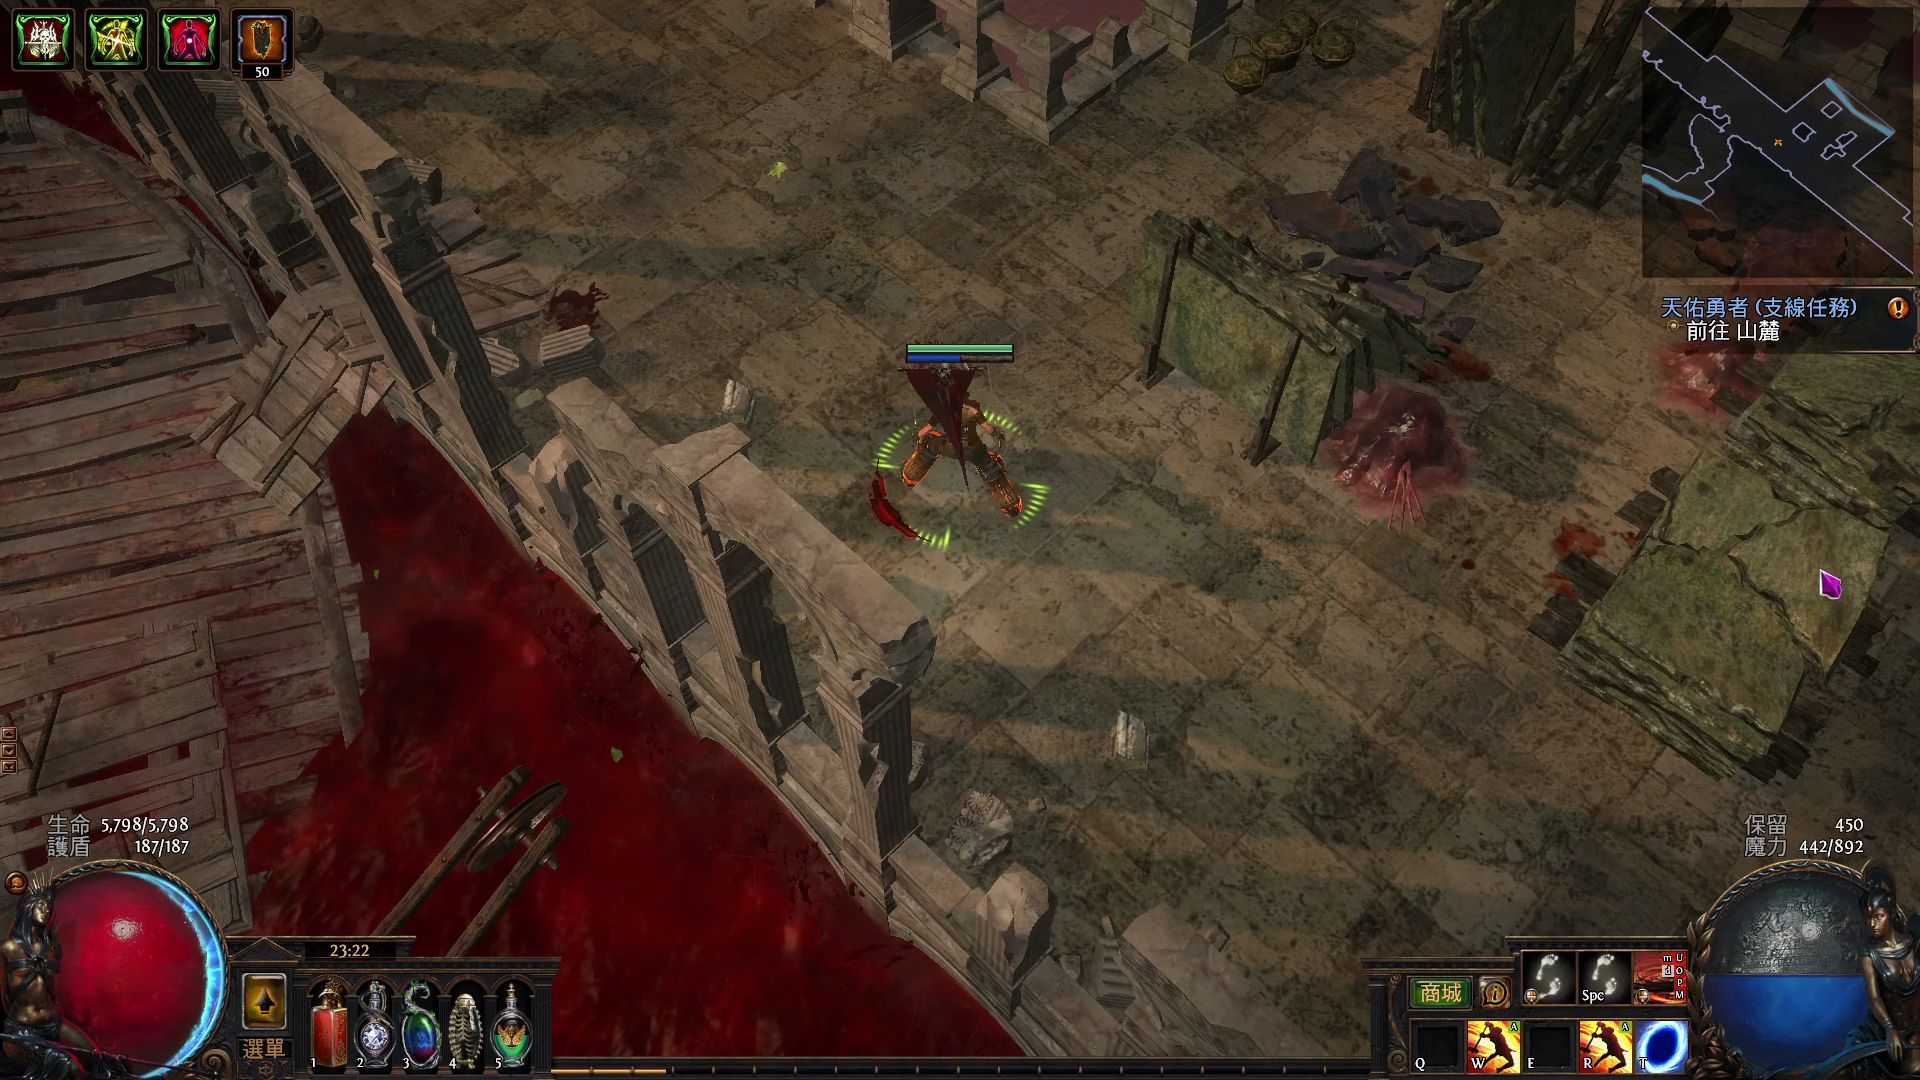 50
天佑勇者 (支線任務)
前往 山麓
生命 5,798/5,798
護盾 187/187
保留 450
魔力 442/892
23:22
選單
1 2 3 4 5
商城
Spc
Q W E R T
A A